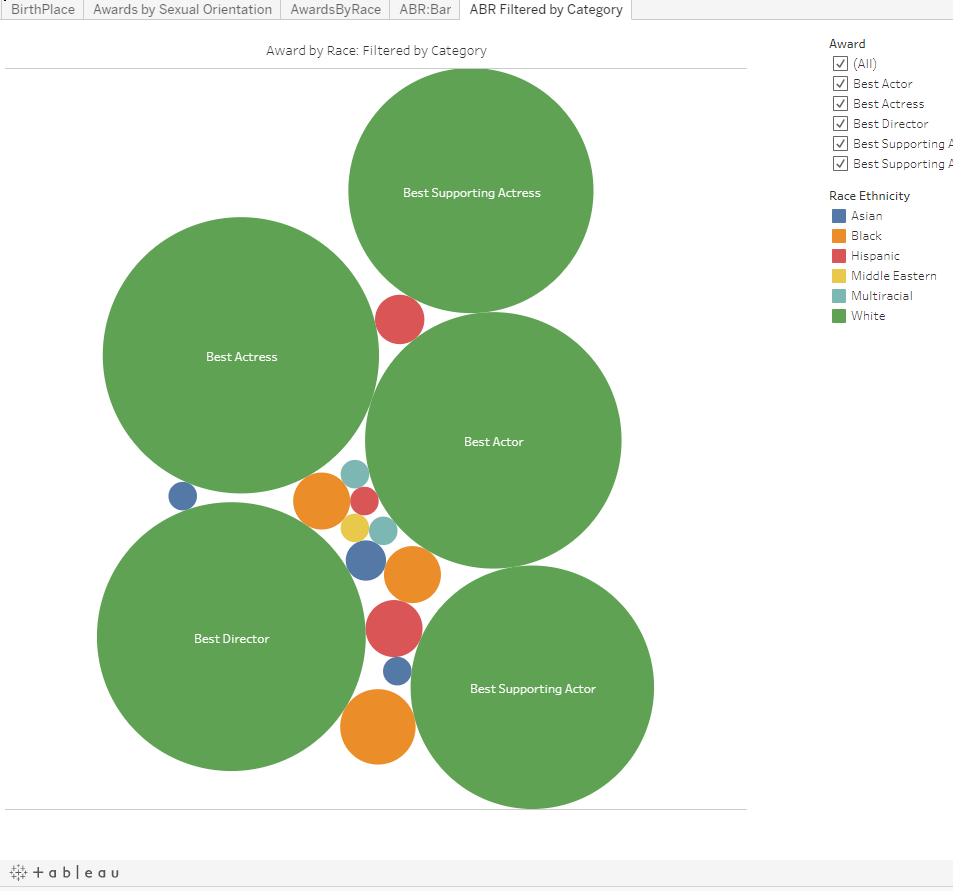 BirthPlace
Awards by Sexual Orientation
AwardsByRace
ABR:Bar
ABR Filtered by Category
Award by Race: Filtered by Category
Award
(All)
Best Actor
Best Actress
Best Director
Best Supporting A
Best Supporting A
Race Ethnicity
Asian
Black
Hispanic
Middle Eastern
Multiracial
White
Best Supporting Actress
Best Actress
Best Actor
Best Director
Best Supporting Actor
+ a b l e a u